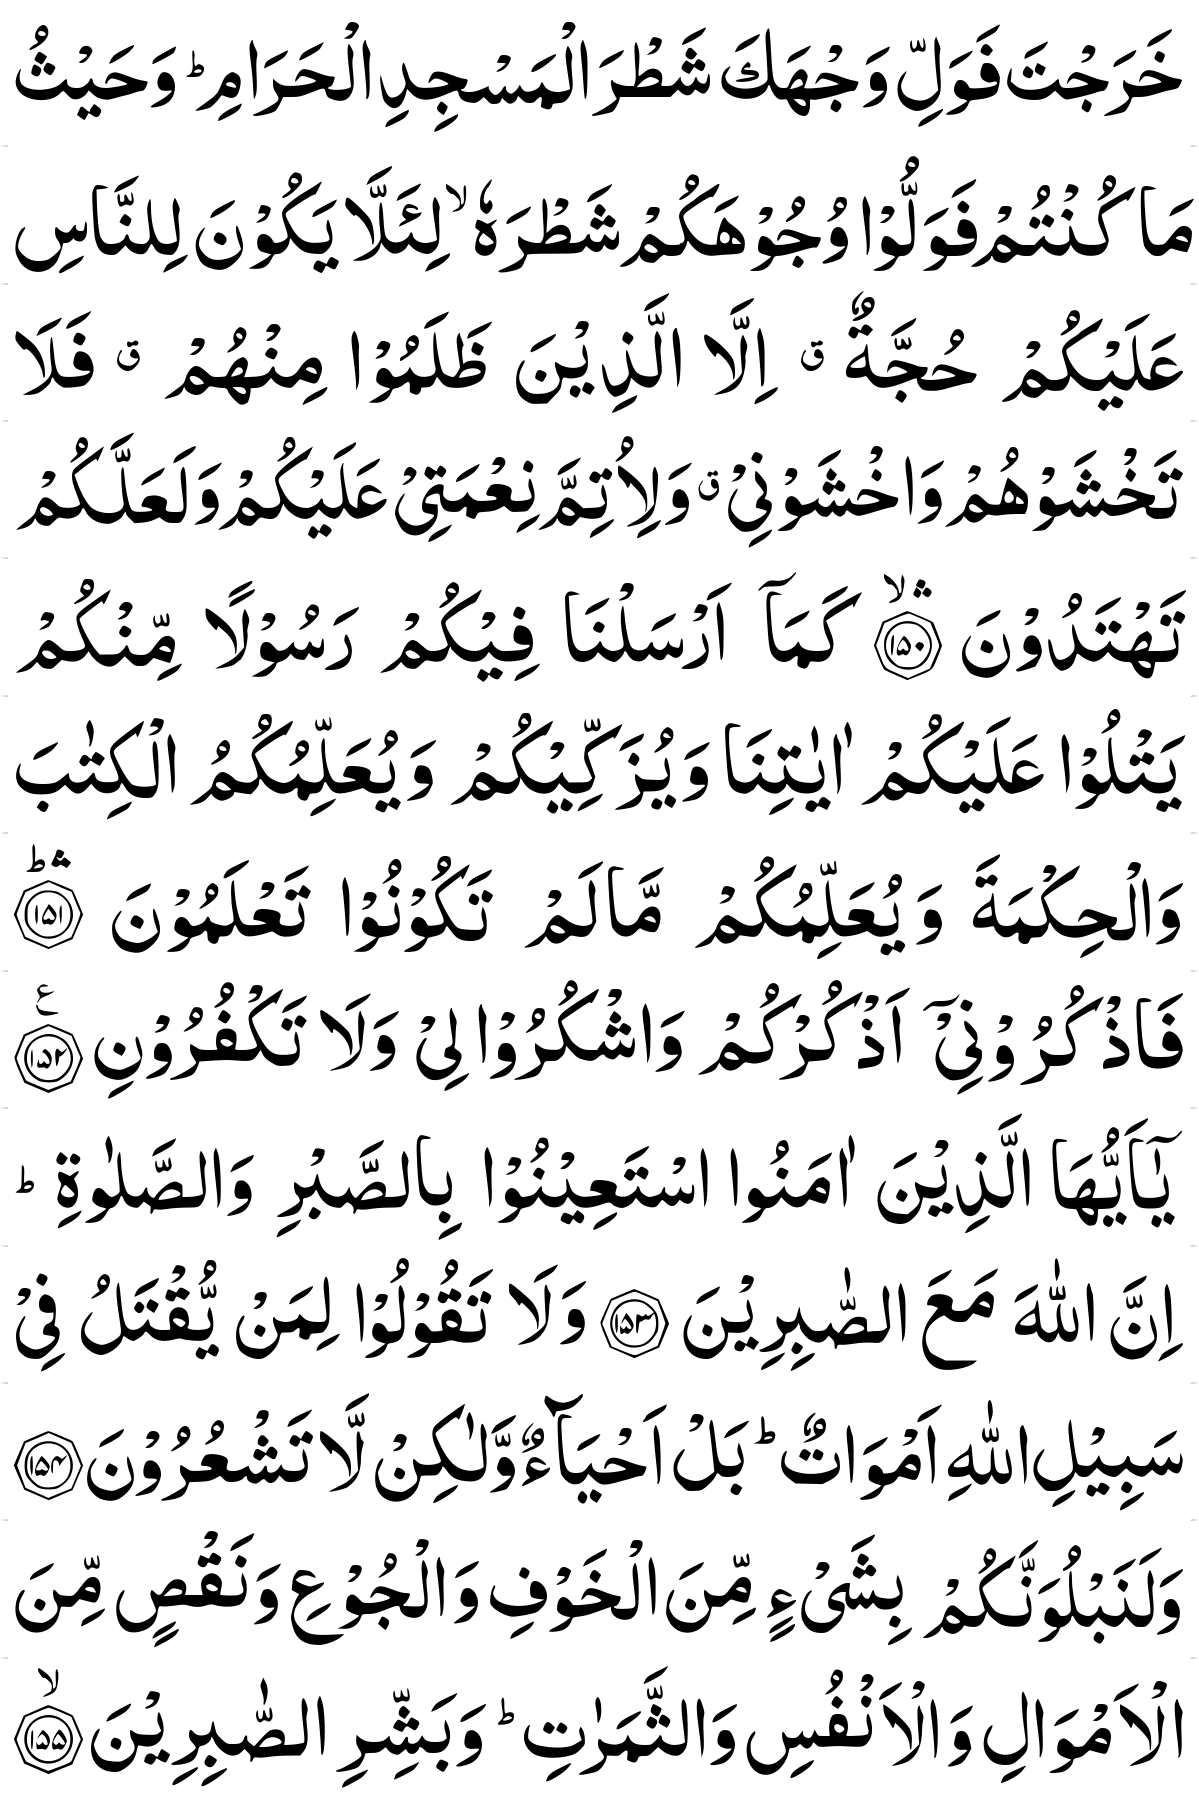 خَرَجْتَ فَوَلِّ وَجْهَكَ شَطْرَ الْمَسْجِدِ الْحَرَامِ ؕ وَحَيْثُ
مَا كُنْتُمْ فَوَلُّوْا وُجُوْهَكُمْ شَطْرَهٗ ۙ لِئَلَّا يَكُوْنَ لِلنَّاسِ
عَلَيْكُمْ حُجَّةٌ ۗ اِلَّا الَّذِيْنَ ظَلَمُوْا مِنْهُمْ ۗ فَلَا
تَخْشَوْهُمْ وَاخْشَوْنِيْ ۗ وَلِاُتِمَّ نِعْمَتِيْ عَلَيْكُمْ وَلَعَلَّكُمْ
تَهْتَدُوْنَ ۛۙ ﴿۱۵۰﴾ كَمَاۤ اَرْسَلْنَا فِيْكُمْ رَسُوْلًا مِّنْكُمْ
يَتْلُوْا عَلَيْكُمْ اٰيٰتِنَا وَيُزَكِّيْكُمْ وَيُعَلِّمُكُمُ الْكِتٰبَ
وَالْحِكْمَةَ وَيُعَلِّمُكُمْ مَّا لَمْ تَكُوْنُوْا تَعْلَمُوْنَ ۛؕ ﴿۱۵۱﴾
فَاذْكُرُوْنِيْۤ اَذْكُرْكُمْ وَاشْكُرُوْا لِيْ وَلَا تَكْفُرُوْنِ ﴿۱۵۲﴾ ع
يٰۤاَيُّهَا الَّذِيْنَ اٰمَنُوا اسْتَعِيْنُوْا بِالصَّبْرِ وَالصَّلٰوةِ ؕ
اِنَّ اللّٰهَ مَعَ الصّٰبِرِيْنَ ﴿۱۵۳﴾ وَلَا تَقُوْلُوْا لِمَنْ يُّقْتَلُ فِيْ
سَبِيْلِ اللّٰهِ اَمْوَاتٌ ؕ بَلْ اَحْيَآءٌ وَّلٰكِنْ لَّا تَشْعُرُوْنَ ﴿۱۵۴﴾
وَلَنَبْلُوَنَّكُمْ بِشَيْءٍ مِّنَ الْخَوْفِ وَالْجُوْعِ وَنَقْصٍ مِّنَ
الْاَمْوَالِ وَالْاَنْفُسِ وَالثَّمَرٰتِ ؕ وَبَشِّرِ الصّٰبِرِيْنَ ۙ ﴿۱۵۵﴾